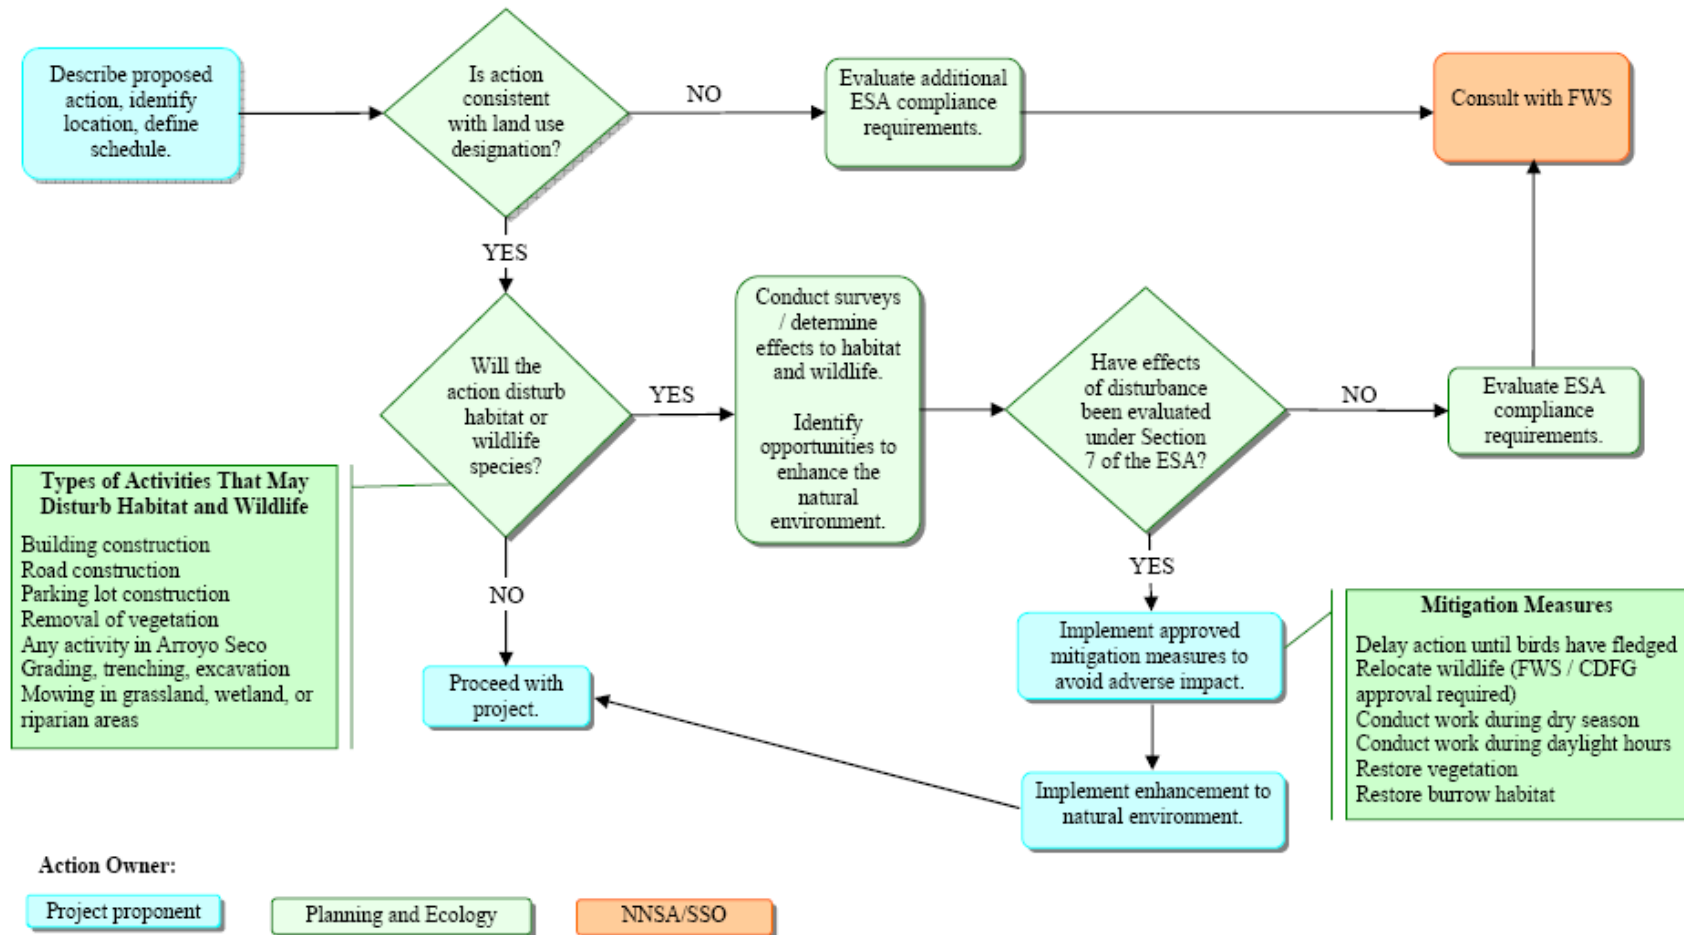 Describe proposed
action, identify
location, define
schedule.
Is action
consistent
with land use
designation?
NO
Evaluate additional
ESA compliance
requirements.
Consult with FWS
YES
Will the
action disturb
habitat or
wildlife
species?
YES
Conduct surveys
/ determine
effects to habitat
and wildlife.
Identify
opportunities to
enhance the
natural
environment.
Have effects
of disturbance
been evaluated
under Section
7 of the ESA?
NO
Evaluate ESA
compliance
requirements.
Types of Activities That May
Disturb Habitat and Wildlife
Building construction
Road construction
Parking lot construction
Removal of vegetation
Any activity in Arroyo Seco
Grading, trenching, excavation
Mowing in grassland, wetland, or
riparian areas
NO
Proceed with
project.
YES
Implement approved
mitigation measures to
avoid adverse impact.
Mitigation Measures
Delay action until birds have fledged
Relocate wildlife (FWS / CDFG
approval required)
Conduct work during dry season
Conduct work during daylight hours
Restore vegetation
Restore burrow habitat
Implement enhancement to
natural environment.
Action Owner:
Project proponent
Planning and Ecology
NNSA/SSO